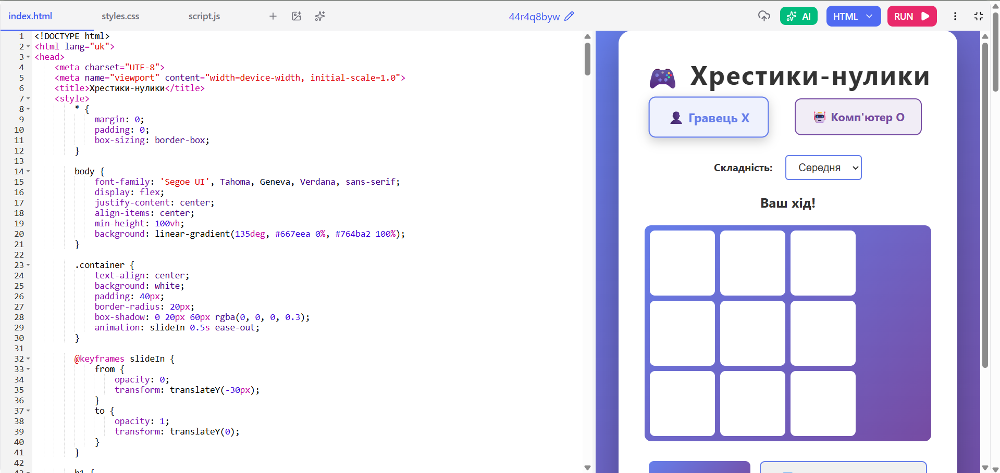 index.html
styles.css
script.js
44r4q8byw
AI
HTML
RUN
1 <!DOCTYPE html>
2 <html lang="uk">
3 <head>
4 <meta charset="UTF-8">
5 <meta name="viewport" content="width=device-width, initial-scale=1.0">
6 <title>Хрестики-нулики</title>
7 <style>
8 * {
9 margin: 0;
10 padding: 0;
11 box-sizing: border-box;
12 }
13
14 body {
15 font-family: 'Segoe UI', Tahoma, Geneva, Verdana, sans-serif;
16 display: flex;
17 justify-content: center;
18 align-items: center;
19 min-height: 100vh;
20 background: linear-gradient(135deg, #667eea 0%, #764ba2 100%);
21 }
22
23 .container {
24 text-align: center;
25 background: white;
26 padding: 40px;
27 border-radius: 20px;
28 box-shadow: 0 20px 60px rgba(0, 0, 0, 0.3);
29 animation: slideIn 0.5s ease-out;
30 }
31
32 @keyframes slideIn {
33 from {
34 opacity: 0;
35 transform: translateY(-30px);
36 }
37 to {
38 opacity: 1;
39 transform: translateY(0);
40 }
41 }
42
Хрестики-нулики
Гравець X
Комп'ютер O
Складність:
Середня
Ваш хід!